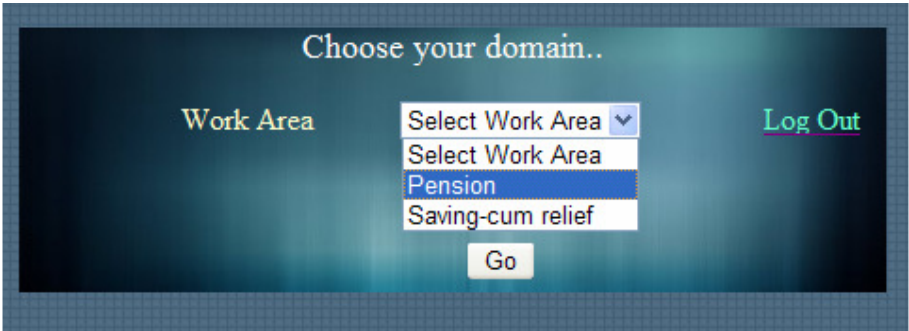 Choose your domain..
Work Area Select Work Area Log Out
Select Work Area
Pension
Saving-cum relief
Go